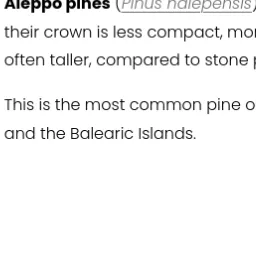 Aleppo pines (Pinus halepensis)
their crown is less compact,
often taller, compared to stone
This is the most common pine
and the Balearic Islands.